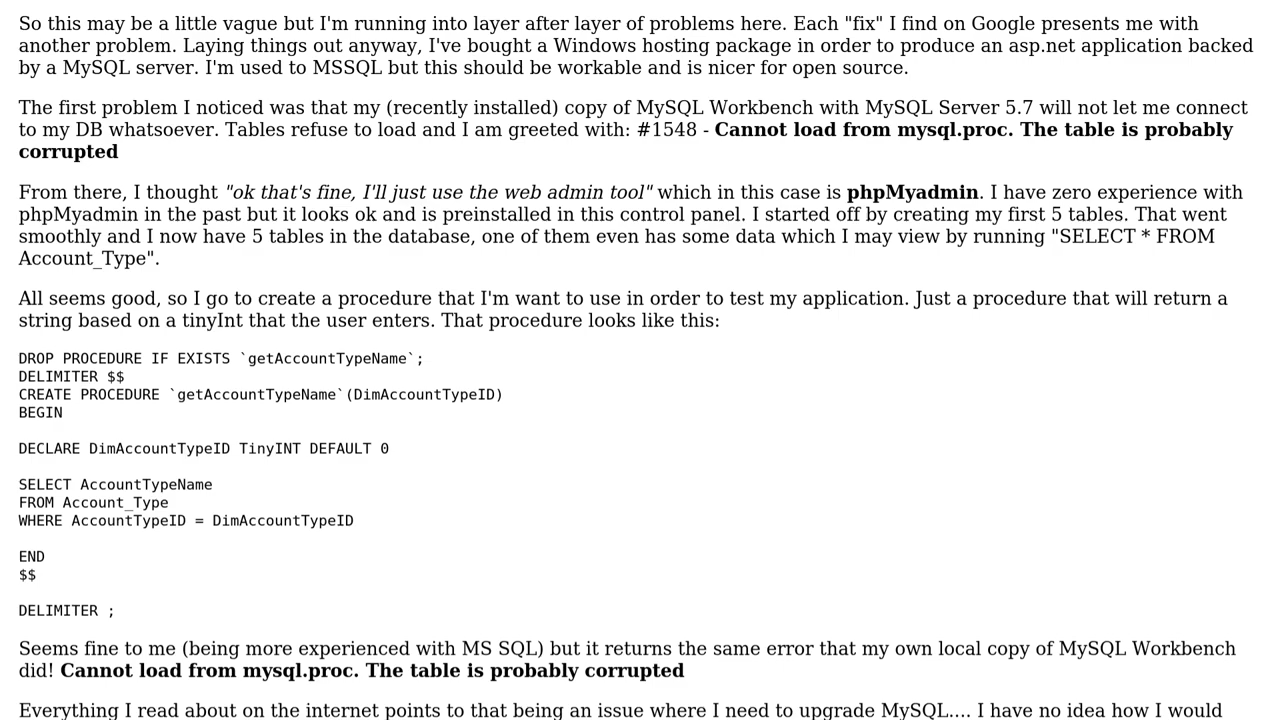 So this may be a little vague but I'm running into layer after layer of problems here. Each "fix" I find on Google presents me with
another problem. Laying things out anyway, I've bought a Windows hosting package in order to produce an asp.net application backed
by a MySQL server. I'm used to MSSQL but this should be workable and is nicer for open source.
The first problem I noticed was that my (recently installed) copy of MySQL Workbench with MySQL Server 5.7 will not let me connect
to my DB whatsoever. Tables refuse to load and I am greeted with: #1548 - Cannot load from mysql.proc. The table is probably
corrupted
From there, I thought "ok that's fine, I'll just use the web admin tool" which in this case is phpMyadmin. I have zero experience with
phpMyadmin in the past but it looks ok and is preinstalled in this control panel. I started off by creating my first 5 tables. That went
smoothly and I now have 5 tables in the database, one of them even has some data which I may view by running "SELECT * FROM
Account_Type".
All seems good, so I go to create a procedure that I'm want to use in order to test my application. Just a procedure that will return a
string based on a tinyInt that the user enters. That procedure looks like this:
DROP PROCEDURE IF EXISTS `getAccountTypeName`;
DELIMITER $$
CREATE PROCEDURE `getAccountTypeName`(DimAccountTypeID)
BEGIN
DECLARE DimAccountTypeID TinyINT DEFAULT 0
SELECT AccountTypeName
FROM Account_Type
WHERE AccountTypeID = DimAccountTypeID
END
$$
DELIMITER ;
Seems fine to me (being more experienced with MS SQL) but it returns the same error that my own local copy of MySQL Workbench
did! Cannot load from mysql.proc. The table is probably corrupted
Everything I read about on the internet points to that being an issue where I need to upgrade MySQL.... I have no idea how I would